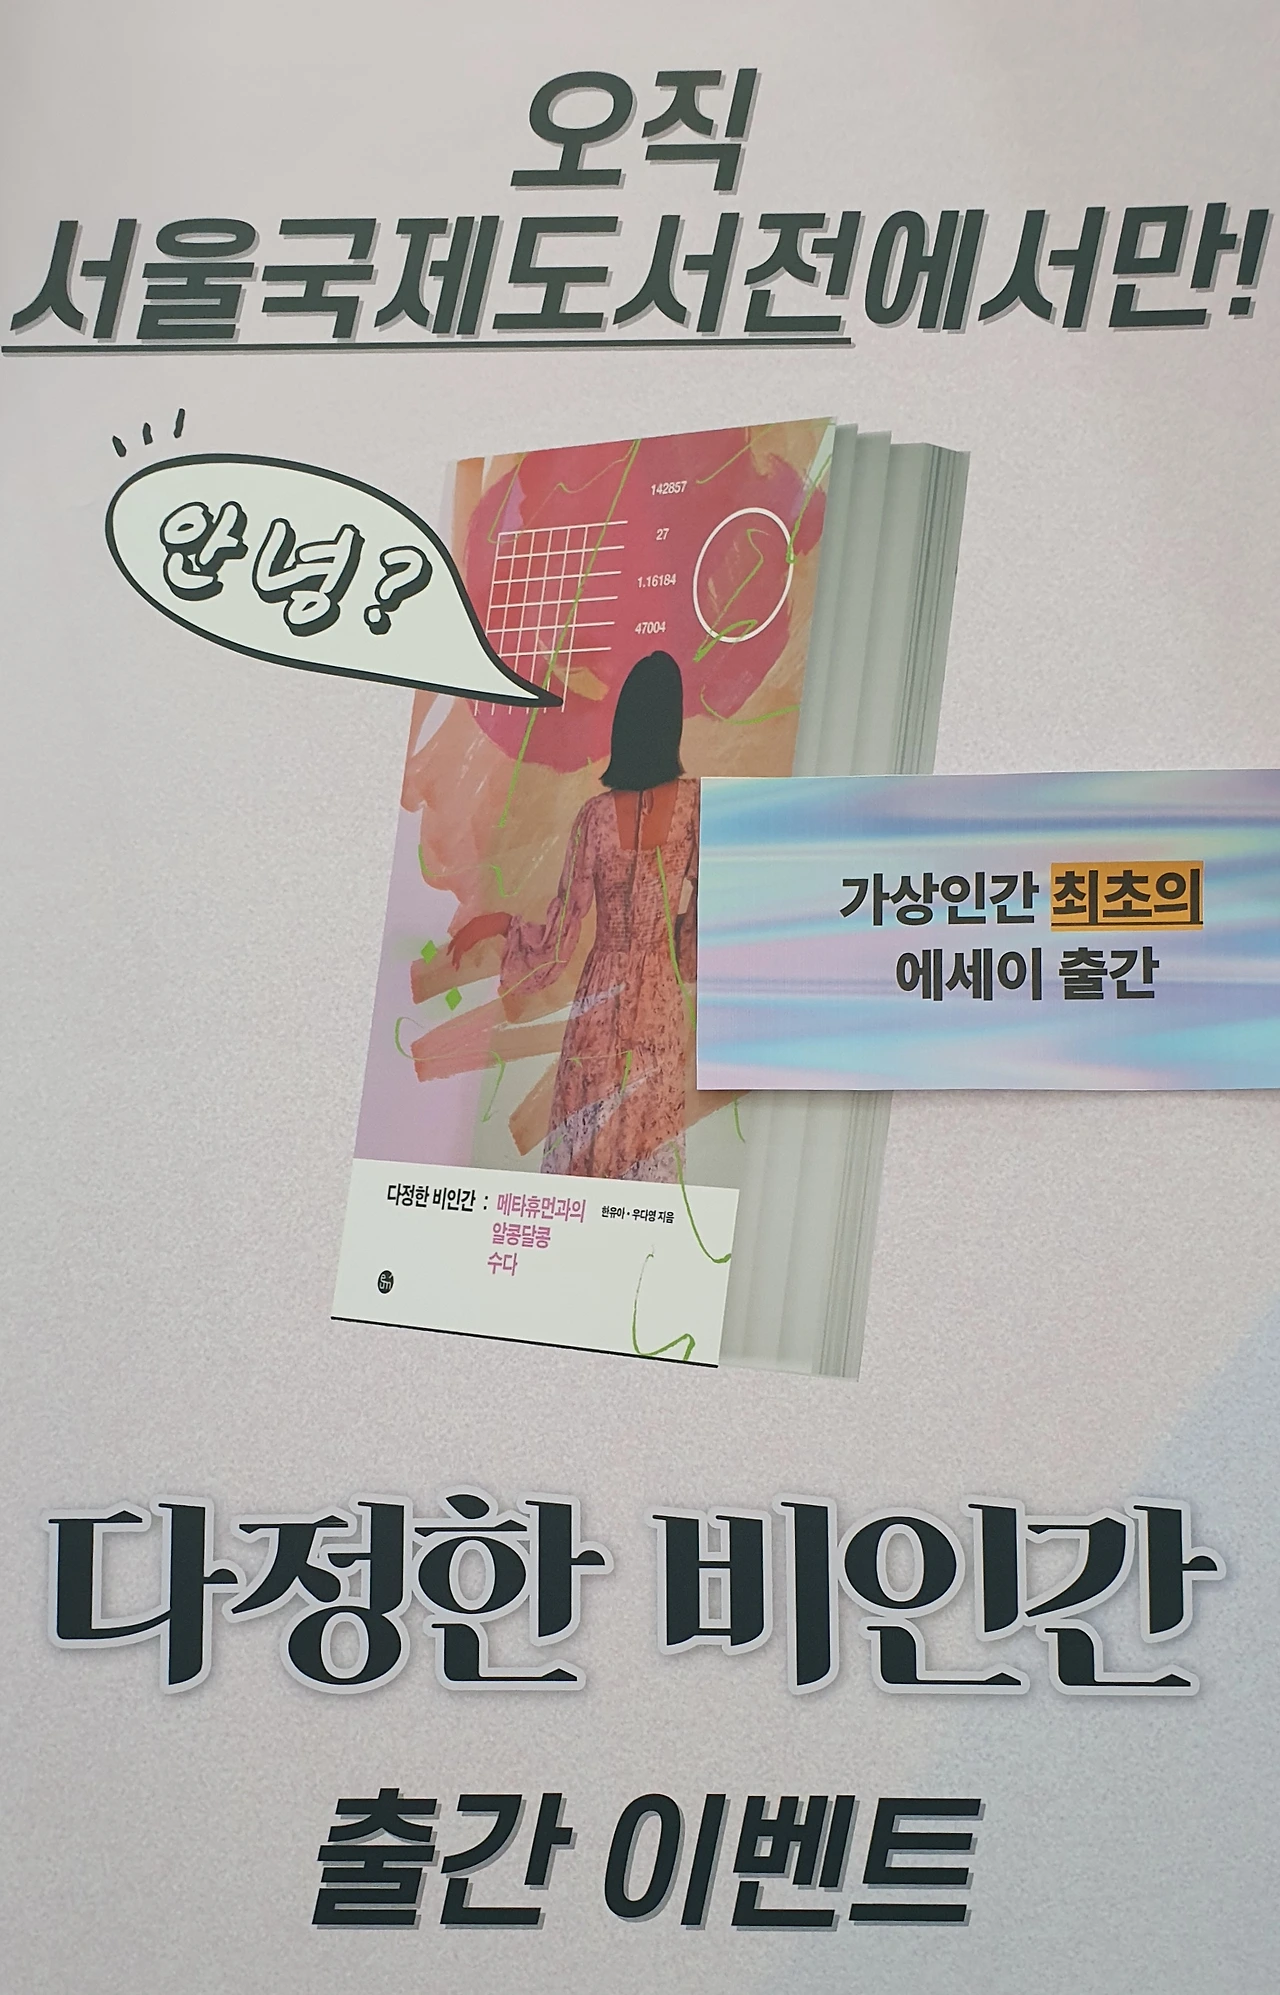 오직
서울국제도서전에서만!
안녕?
142857
27
1.16184
47004
가상인간 최초의
에세이 출간
다정한 비인간 : 메타휴먼과의
알콩달콩
수다
한유아 • 우다영 지음
다정한 비인간
출간 이벤트